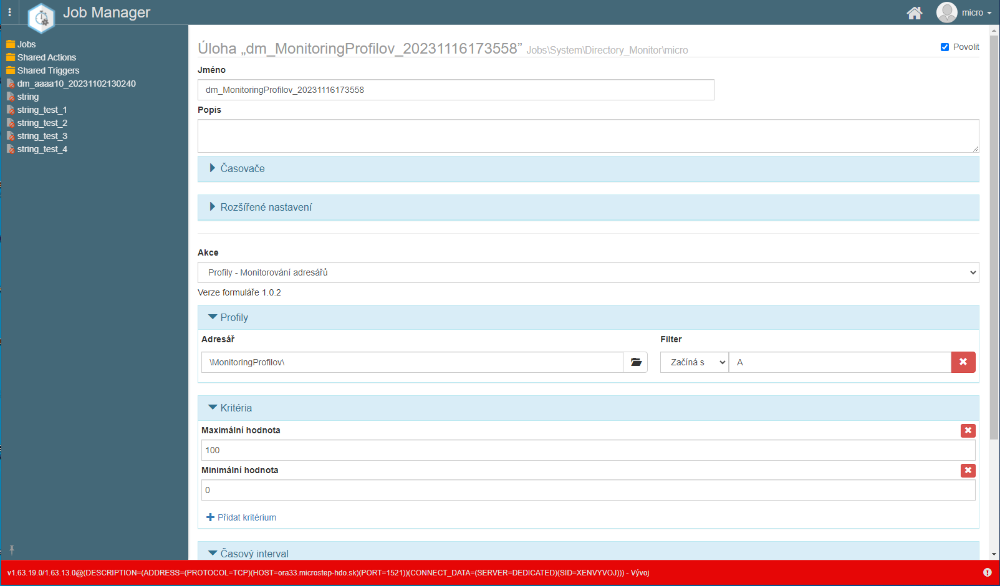 Job Manager
micro
Jobs
Shared Actions
Shared Triggers
dm_aaaa10_20231102130240
string
string_test_1
string_test_2
string_test_3
string_test_4
Úloha „dm_MonitoringProfilov_20231116173558” Jobs\System\Directory_Monitor\micro
Povolit
Jméno
dm_MonitoringProfilov_20231116173558
Popis
Časovače
Rozšířené nastavení
Akce
Profily - Monitorování adresářů
Verze formuláře 1.0.2
Profily
Adresář
Filter
\MonitoringProfilov\
Začíná s
A
Kritéria
Maximální hodnota
100
Minimální hodnota
0
Přidat kritérium
Časový interval
v1.63.19.0/1.63.13.0@(DESCRIPTION=(ADDRESS=(PROTOCOL=TCP)(HOST=ora33.microstep-hdo.sk)(PORT=1521))(CONNECT_DATA=(SERVER=DEDICATED)(SID=XENVYVOJ))) - Vývoj